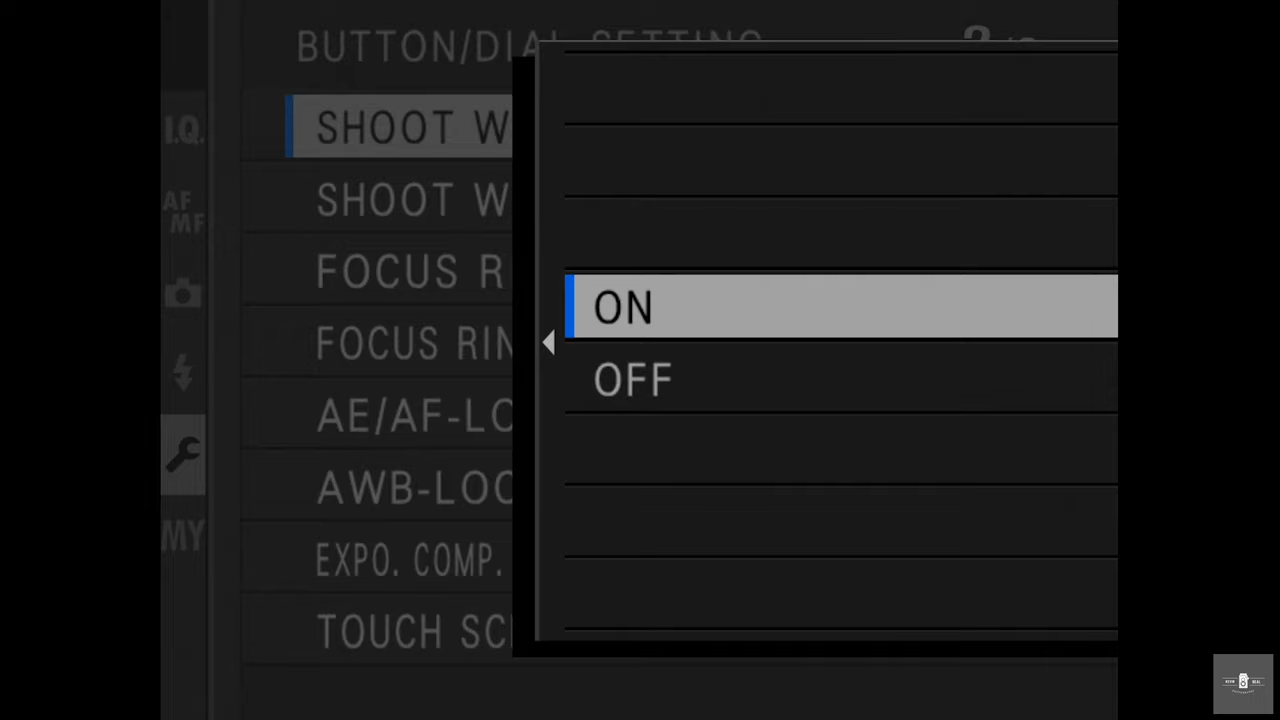 BUTTON/DIAL SETTING
I.Q.
SHOOT W
AF
MF
SHOOT W
FOCUS R
FOCUS RIN
AE/AF-LO
AWB-LOC
MY
EXPO. COMP.
TOUCH SC
ON
OFF